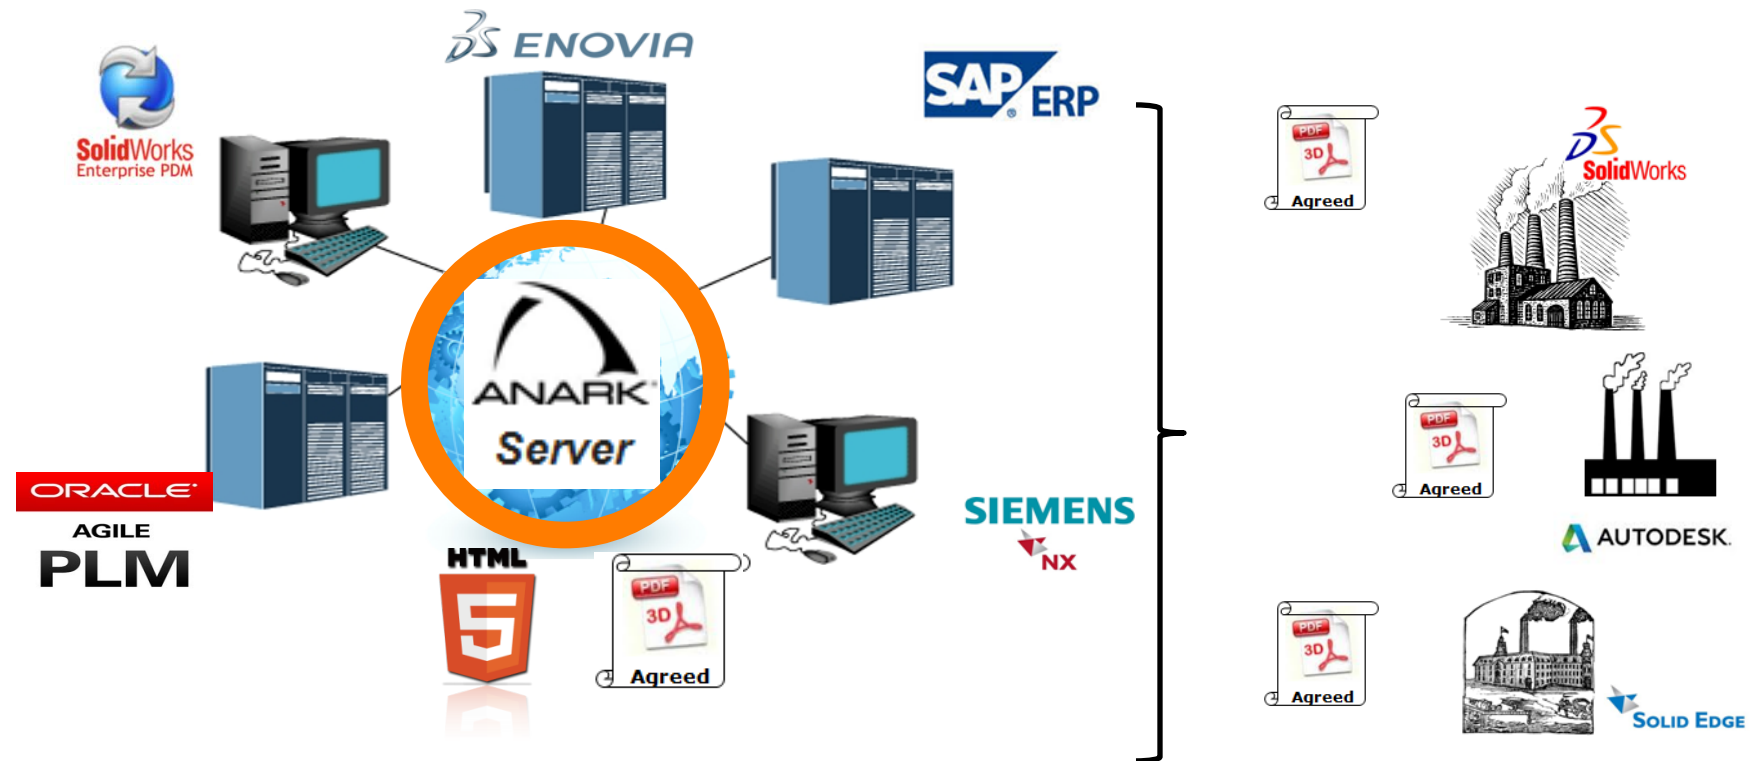 ENOVIA
SAP ERP
SolidWorks
Enterprise PDM
PDF
3D
Agreed
SolidWorks
ANARK
Server
PDF
3D
Agreed
ORACLE
AGILE
PLM
SIEMENS
NX
AUTODESK.
HTML
5
PDF
3D
Agreed
PDF
3D
Agreed
SOLID EDGE